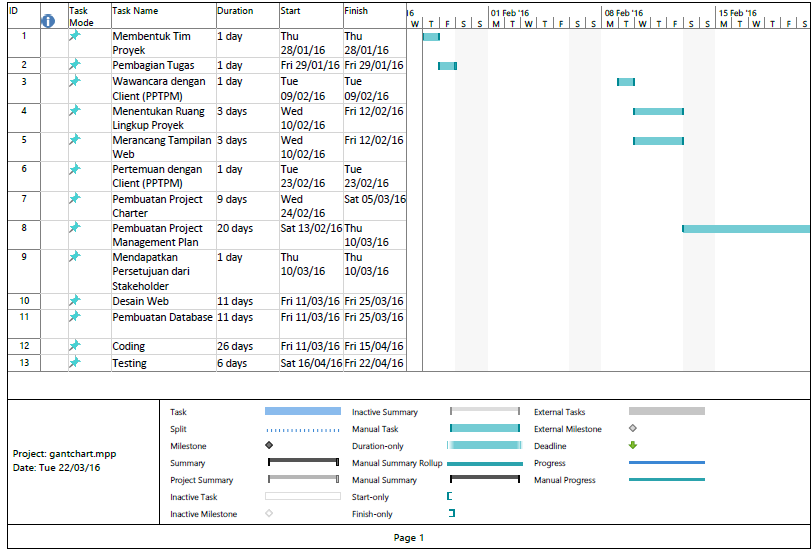 ID Task Mode Task Name Duration Start Finish
16 01 Feb '16 08 Feb '16 15 Feb '16
W T F S S M T W T F S S M T W T F S S M T W T F S
1 Membentuk Tim Proyek 1 day Thu 28/01/16 Thu 28/01/16
2 Pembagian Tugas 1 day Fri 29/01/16 Fri 29/01/16
3 Wawancara dengan Client (PPTPM) 1 day Tue 09/02/16 Tue 09/02/16
4 Menentukan Ruang Lingkup Proyek 3 days Wed 10/02/16 Fri 12/02/16
5 Merancang Tampilan Web 3 days Wed 10/02/16 Fri 12/02/16
6 Pertemuan dengan Client (PPTPM) 1 day Tue 23/02/16 Tue 23/02/16
7 Pembuatan Project Charter 9 days Wed 24/02/16 Sat 05/03/16
8 Pembuatan Project Management Plan 20 days Sat 13/02/16 Thu 10/03/16
9 Mendapatkan Persetujuan dari Stakeholder 1 day Thu 10/03/16 Thu 10/03/16
10 Desain Web 11 days Fri 11/03/16 Fri 25/03/16
11 Pembuatan Database 11 days Fri 11/03/16 Fri 25/03/16
12 Coding 26 days Fri 11/03/16 Fri 15/04/16
13 Testing 6 days Sat 16/04/16 Fri 22/04/16
Project: gantchart.mpp
Date: Tue 22/03/16
Task
Split
Milestone
Summary
Project Summary
Inactive Task
Inactive Milestone
Inactive Summary
Manual Task
Duration-only
Manual Summary Rollup
Manual Summary
Start-only
Finish-only
External Tasks
External Milestone
Deadline
Progress
Manual Progress
Page 1